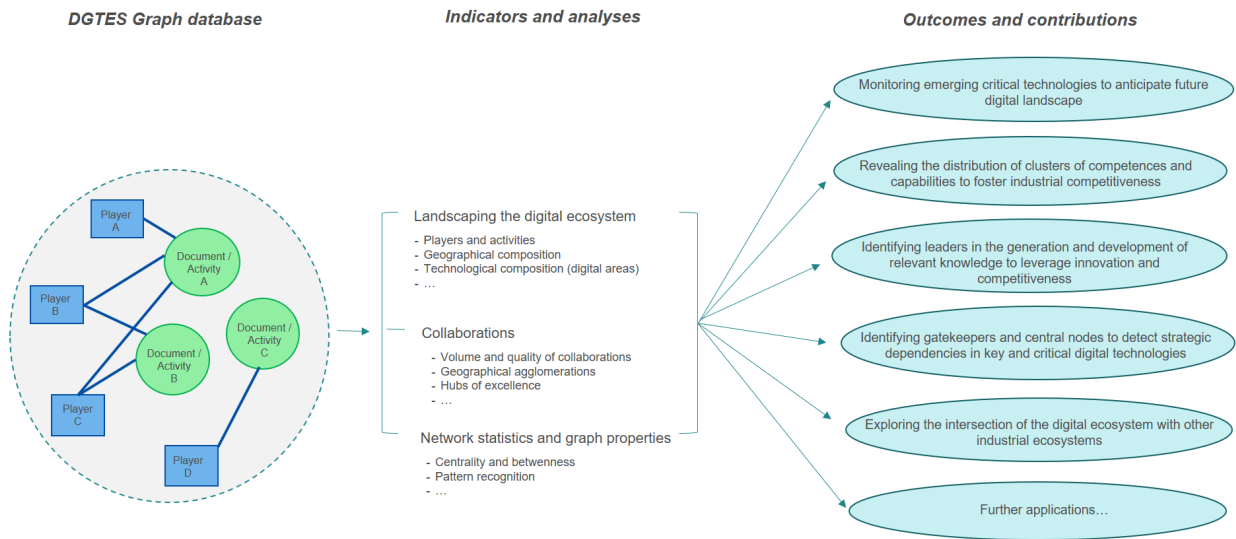 DGTES Graph database
Player
A
Document /
Activity
A
Player
B
Document /
Activity
C
Document /
Activity
B
Player
C
Player
D
Indicators and analyses
Landscaping the digital ecosystem
- Players and activities
- Geographical composition
- Technological composition (digital areas)
- …
Collaborations
- Volume and quality of collaborations
- Geographical agglomerations
- Hubs of excellence
- …
Network statistics and graph properties
- Centrality and betwenness
- Pattern recognition
- …
Outcomes and contributions
Monitoring emerging critical technologies to anticipate future
digital landscape
Revealing the distribution of clusters of competences and
capabilities to foster industrial competitiveness
Identifying leaders in the generation and development of
relevant knowledge to leverage innovation and
competitiveness
Identifying gatekeepers and central nodes to detect strategic
dependencies in key and critical digital technologies
Exploring the intersection of the digital ecosystem with other
industrial ecosystems
Further applications…